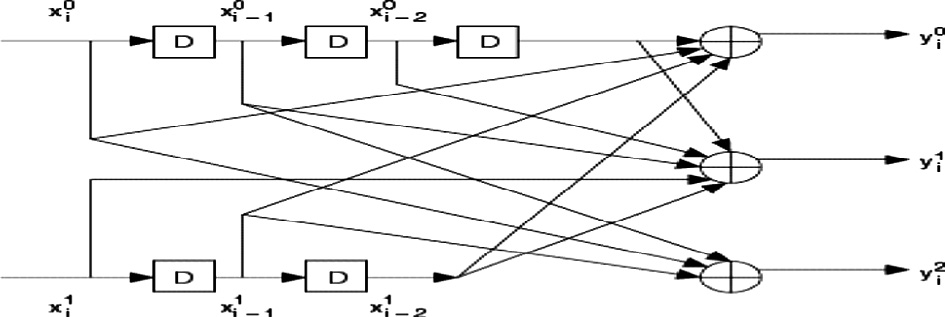 x_i^0 x_{i-1}^0 x_{i-2}^0
D D D y_i^0
y_i^1
D D y_i^2
x_i^1 x_{i-1}^1 x_{i-2}^1